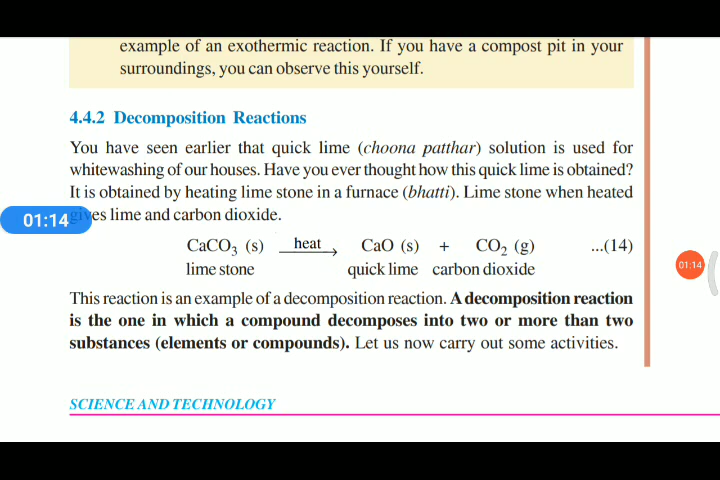 example of an exothermic reaction. If you have a compost pit in your
surroundings, you can observe this yourself.
4.4.2 Decomposition Reactions
You have seen earlier that quick lime (choona patthar) solution is used for
whitewashing of our houses. Have you ever thought how this quick lime is obtained?
It is obtained by heating lime stone in a furnace (bhatti). Lime stone when heated
01:14
gives lime and carbon dioxide.
CaCO₃ (s) heat → CaO (s) + CO₂ (g) ...(14)
lime stone quick lime carbon dioxide
01:14
This reaction is an example of a decomposition reaction. A decomposition reaction
is the one in which a compound decomposes into two or more than two
substances (elements or compounds). Let us now carry out some activities.
SCIENCE AND TECHNOLOGY